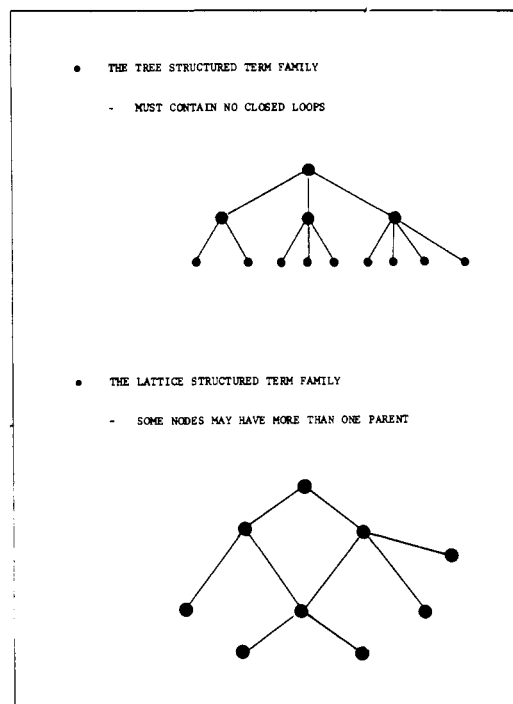 • THE TREE STRUCTURED TERM FAMILY
- MUST CONTAIN NO CLOSED LOOPS
• THE LATTICE STRUCTURED TERM FAMILY
- SOME NODES MAY HAVE MORE THAN ONE PARENT